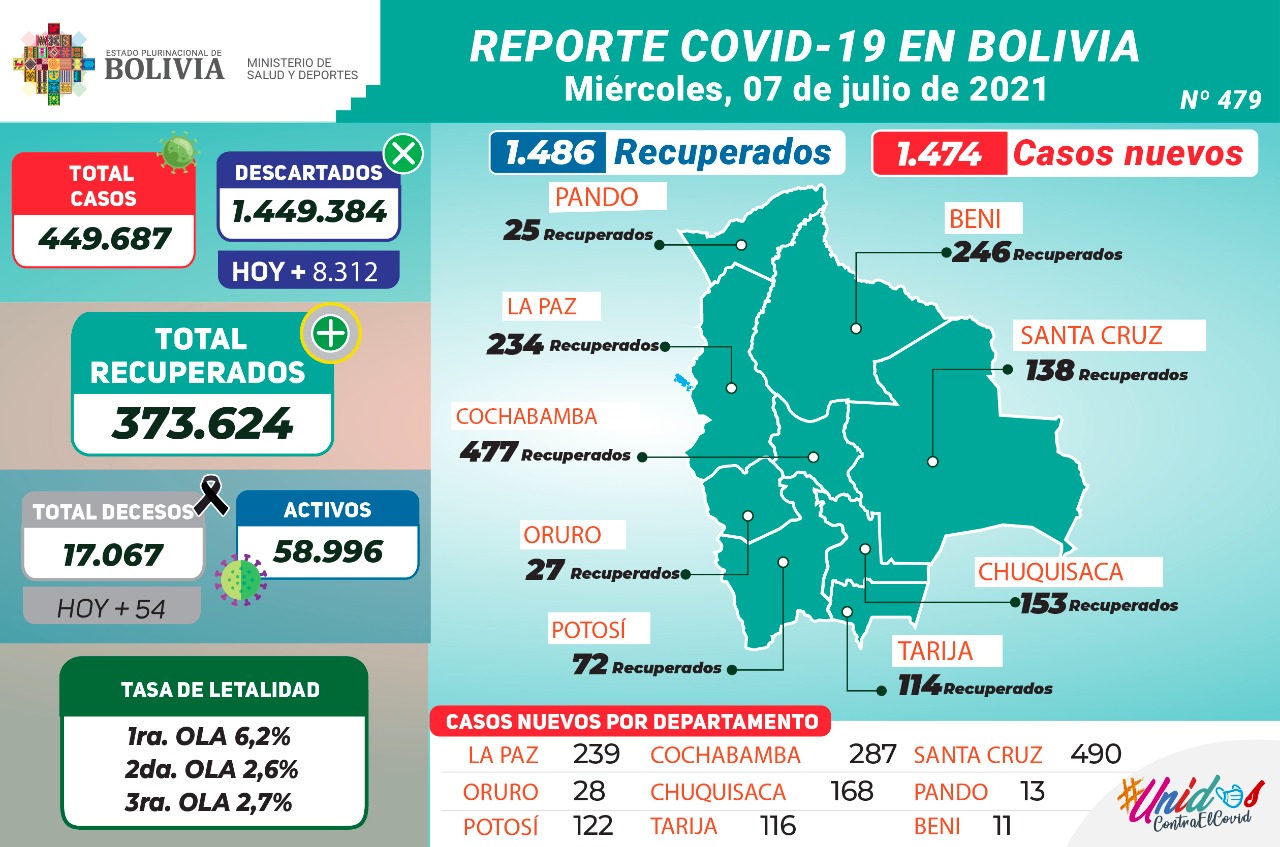 ESTADO PLURINACIONAL DE
BOLIVIA
MINISTERIO DE
SALUD Y DEPORTES
REPORTE COVID-19 EN BOLIVIA
Miércoles, 07 de julio de 2021
Nº 479
TOTAL
CASOS
449.687
DESCARTADOS
1.449.384
HOY + 8.312
TOTAL
RECUPERADOS
373.624
TOTAL DECESOS
17.067
HOY + 54
ACTIVOS
58.996
TASA DE LETALIDAD
1ra. OLA 6,2%
2da. OLA 2,6%
3ra. OLA 2,7%
1.486 Recuperados
1.474 Casos nuevos
PANDO
25 Recuperados
BENI
246 Recuperados
LA PAZ
234 Recuperados
SANTA CRUZ
138 Recuperados
COCHABAMBA
477 Recuperados
ORURO
27 Recuperados
CHUQUISACA
153 Recuperados
POTOSÍ
72 Recuperados
TARIJA
114 Recuperados
CASOS NUEVOS POR DEPARTAMENTO
LA PAZ 239 COCHABAMBA 287 SANTA CRUZ 490
ORURO 28 CHUQUISACA 168 PANDO 13
POTOSÍ 122 TARIJA 116 BENI 11
#Unidos
ContraElCovid